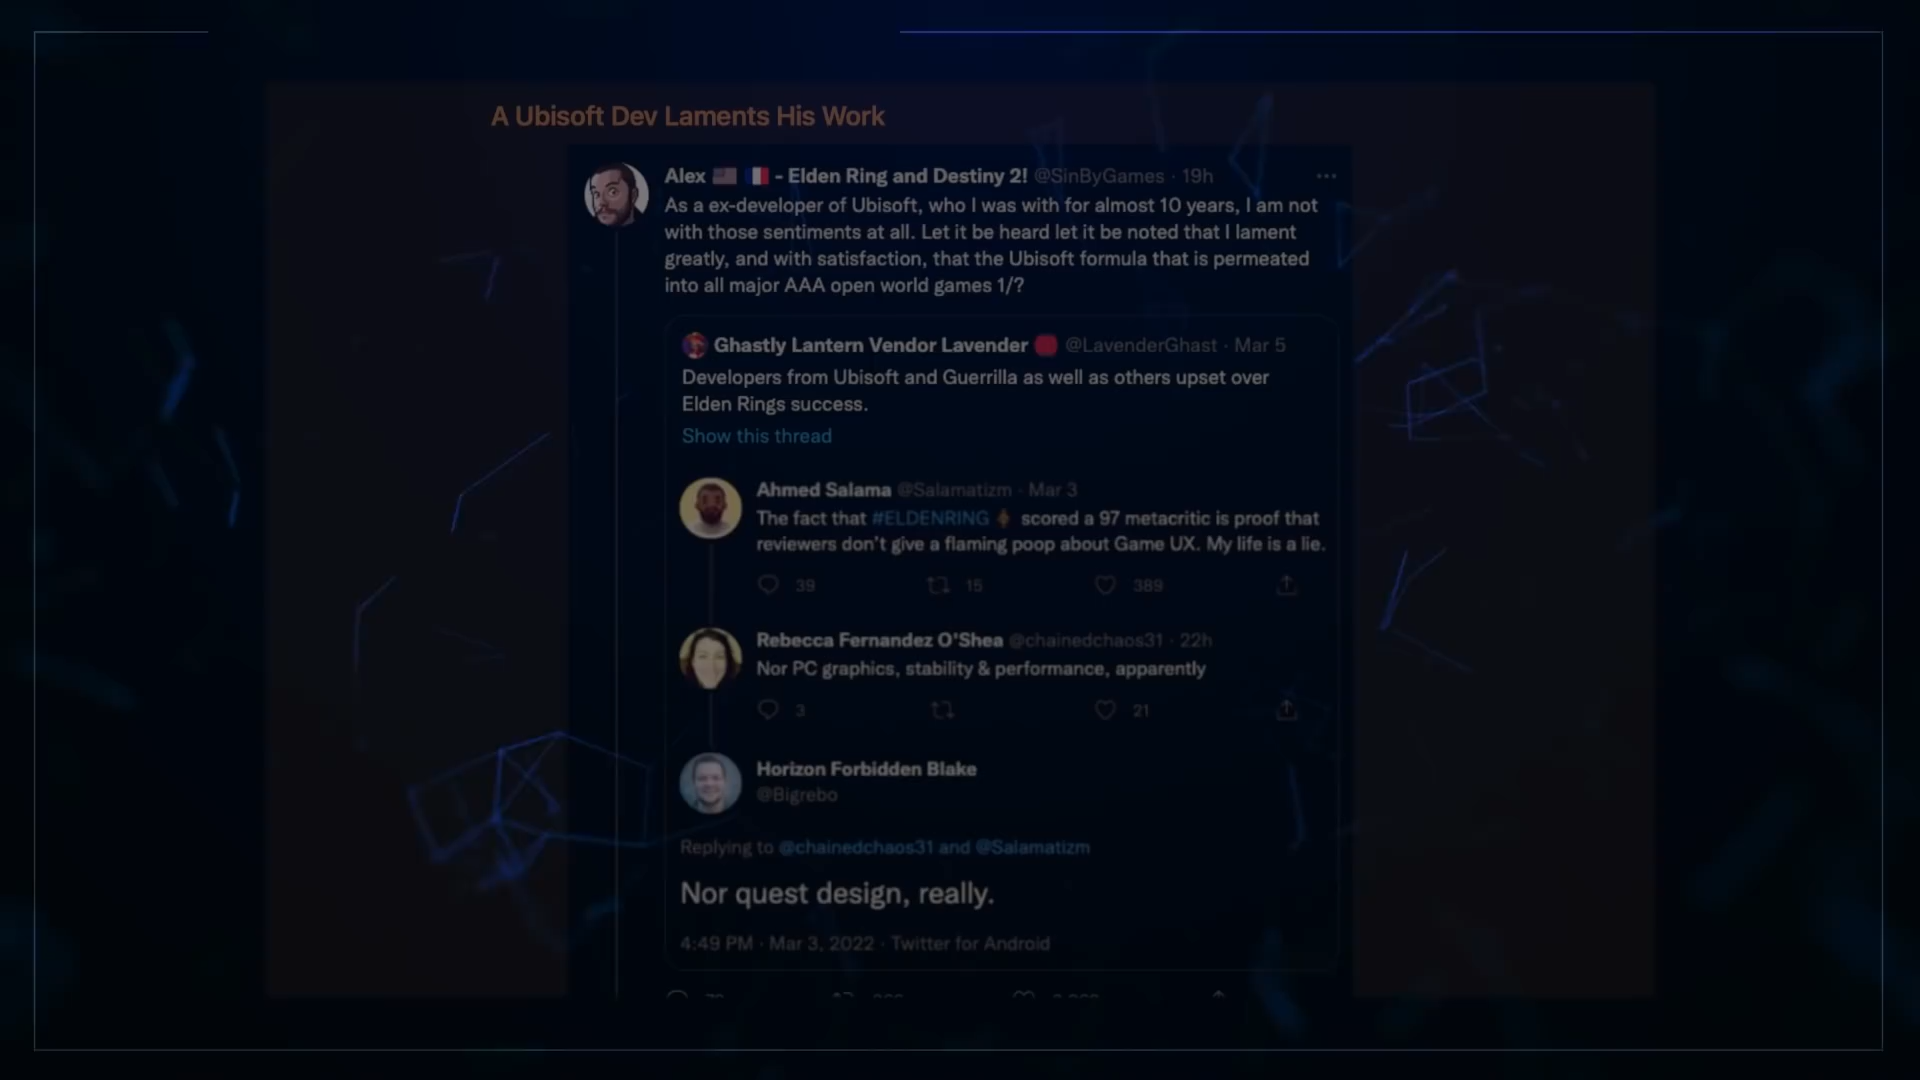 A Ubisoft Dev Laments His Work
Alex 🇺🇸 🇫🇷 - Elden Ring and Destiny 2! @SinByGames · 19h
As a ex-developer of Ubisoft, who I was with for almost 10 years, I am not
with those sentiments at all. Let it be heard let it be noted that I lament
greatly, and with satisfaction, that the Ubisoft formula that is permeated
into all major AAA open world games 1/?
Ghastly Lantern Vendor Lavender @LavenderGhast · Mar 5
Developers from Ubisoft and Guerrilla as well as others upset over
Elden Rings success.
Show this thread
Ahmed Salama @Salamatizm · Mar 3
The fact that #ELDENRING scored a 97 metacritic is proof that
reviewers don't give a flaming poop about Game UX. My life is a lie.
39 15 389
Rebecca Fernandez O'Shea @chainedchaos31 · 22h
Nor PC graphics, stability & performance, apparently
3 21
Horizon Forbidden Blake
@Bigrebo
Replying to @chainedchaos31 and @Salamatizm
Nor quest design, really.
4:49 PM · Mar 3, 2022 · Twitter for Android